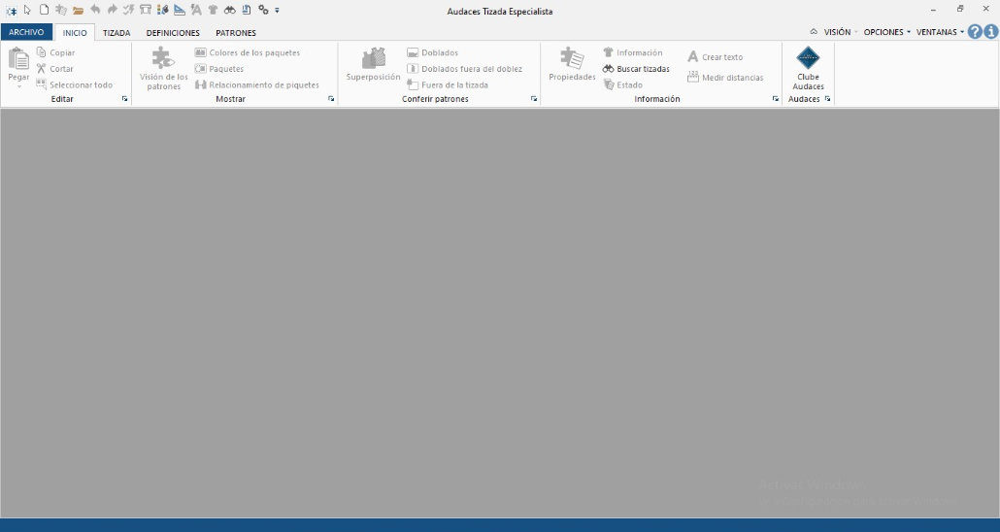 Audaces Tizada Especialista
ARCHIVO INICIO TIZADA DEFINICIONES PATRONES VISIÓN OPCIONES VENTANAS
Pegar
Copiar
Cortar
Seleccionar todo
Editar
Visión de los patrones
Colores de los paquetes
Paquetes
Relacionamiento de piquetes
Mostrar
Superposición
Doblados
Doblados fuera del doblez
Fuera de la tizada
Conferir patrones
Propiedades
Información
Buscar tizadas
Estado
Crear texto
Medir distancias
Información
Clube
Audaces
Audaces
Activar Windows